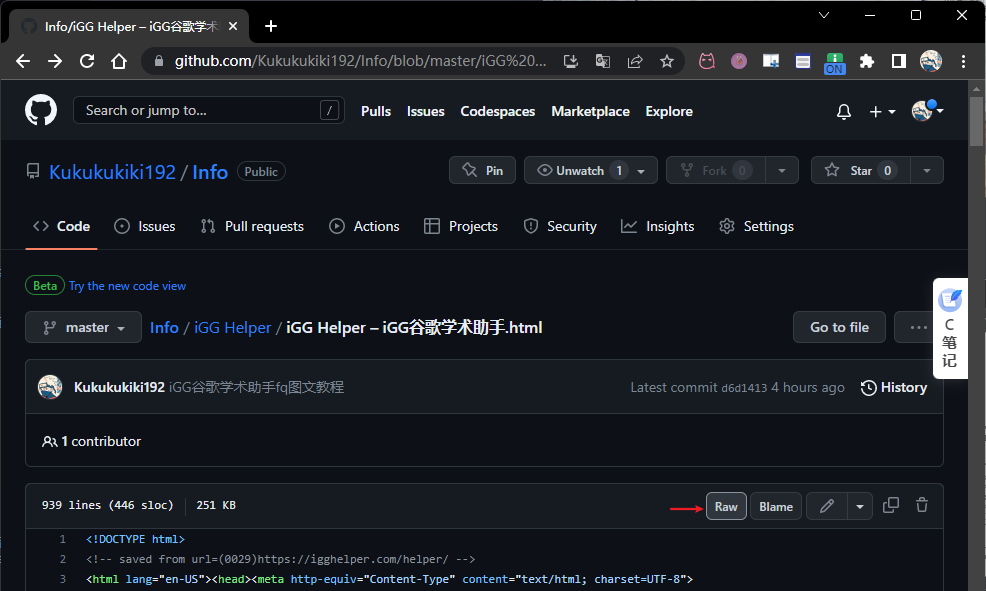 Info/iGG Helper – iGG谷歌学术
github.com/Kukukukiki192/Info/blob/master/iGG%20...
ON
Search or jump to... /
Pulls Issues Codespaces Marketplace Explore
Kukukukiki192 / Info Public
Pin Unwatch 1 Fork 0 Star 0
Code Issues Pull requests Actions Projects Security Insights Settings
Beta Try the new code view
master Info / iGG Helper / iGG Helper – iGG谷歌学术助手.html Go to file ...
C
笔
记
Kukukukiki192 iGG谷歌学术助手fq图文教程 Latest commit d6d1413 4 hours ago History
1 contributor
939 lines (446 sloc) 251 KB Raw Blame
1 <!DOCTYPE html>
2 <!-- saved from url=(0029)https://igghelper.com/helper/ -->
3 <html lang="en-US"><head><meta http-equiv="Content-Type" content="text/html; charset=UTF-8">